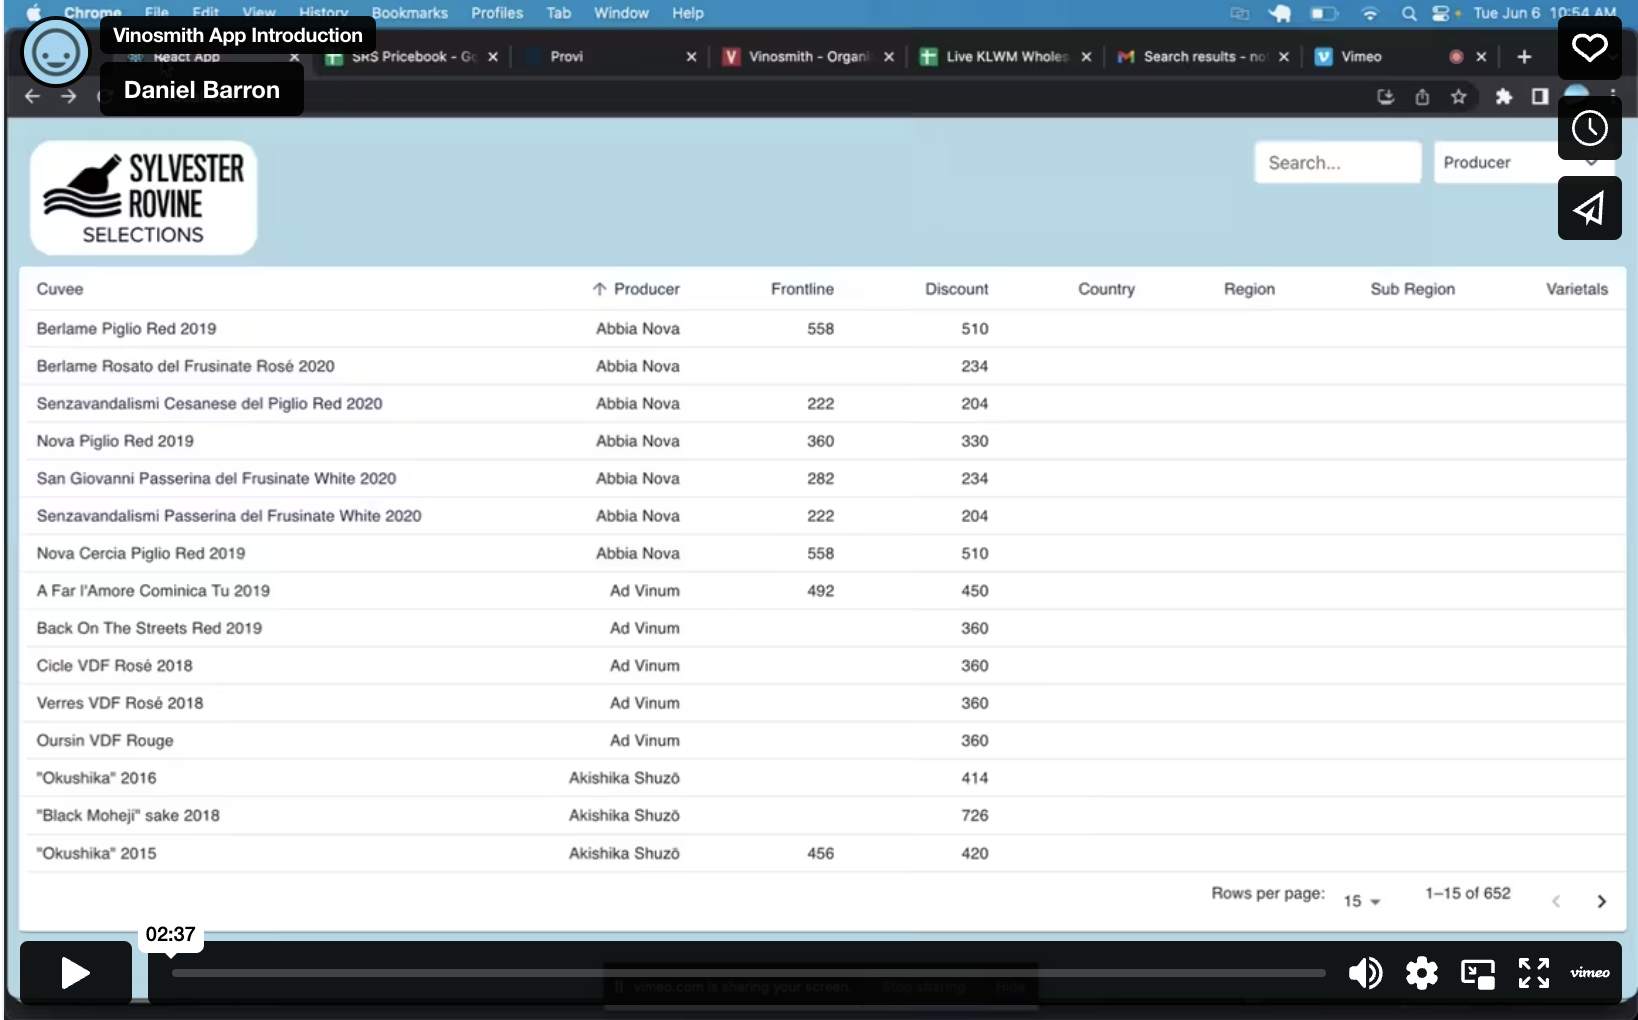 Chrome File Edit View History Bookmarks Profiles Tab Window Help Tue Jun 6 10:54 AM
Vinosmith App Introduction
React App SRS Pricebook - Go Provi Vinosmith - Organi Live KLWM Wholes Search results - no Vimeo
Daniel Barron
SYLVESTER
ROVINE
SELECTIONS
Search... Producer
Cuvee Producer Frontline Discount Country Region Sub Region Varietals
Berlame Piglio Red 2019 Abbia Nova 558 510
Berlame Rosato del Frusinate Rosé 2020 Abbia Nova 234
Senzavandalismi Cesanese del Piglio Red 2020 Abbia Nova 222 204
Nova Piglio Red 2019 Abbia Nova 360 330
San Giovanni Passerina del Frusinate White 2020 Abbia Nova 282 234
Senzavandalismi Passerina del Frusinate White 2020 Abbia Nova 222 204
Nova Cercia Piglio Red 2019 Abbia Nova 558 510
A Far l'Amore Cominica Tu 2019 Ad Vinum 492 450
Back On The Streets Red 2019 Ad Vinum 360
Cicle VDF Rosé 2018 Ad Vinum 360
Verres VDF Rosé 2018 Ad Vinum 360
Oursin VDF Rouge Ad Vinum 360
"Okushika" 2016 Akishika Shuzō 414
"Black Moheji" sake 2018 Akishika Shuzō 726
"Okushika" 2015 Akishika Shuzō 456 420
Rows per page: 15 1–15 of 652
02:37
vimeo
vimeo.com is sharing your screen. Stop sharing Hide